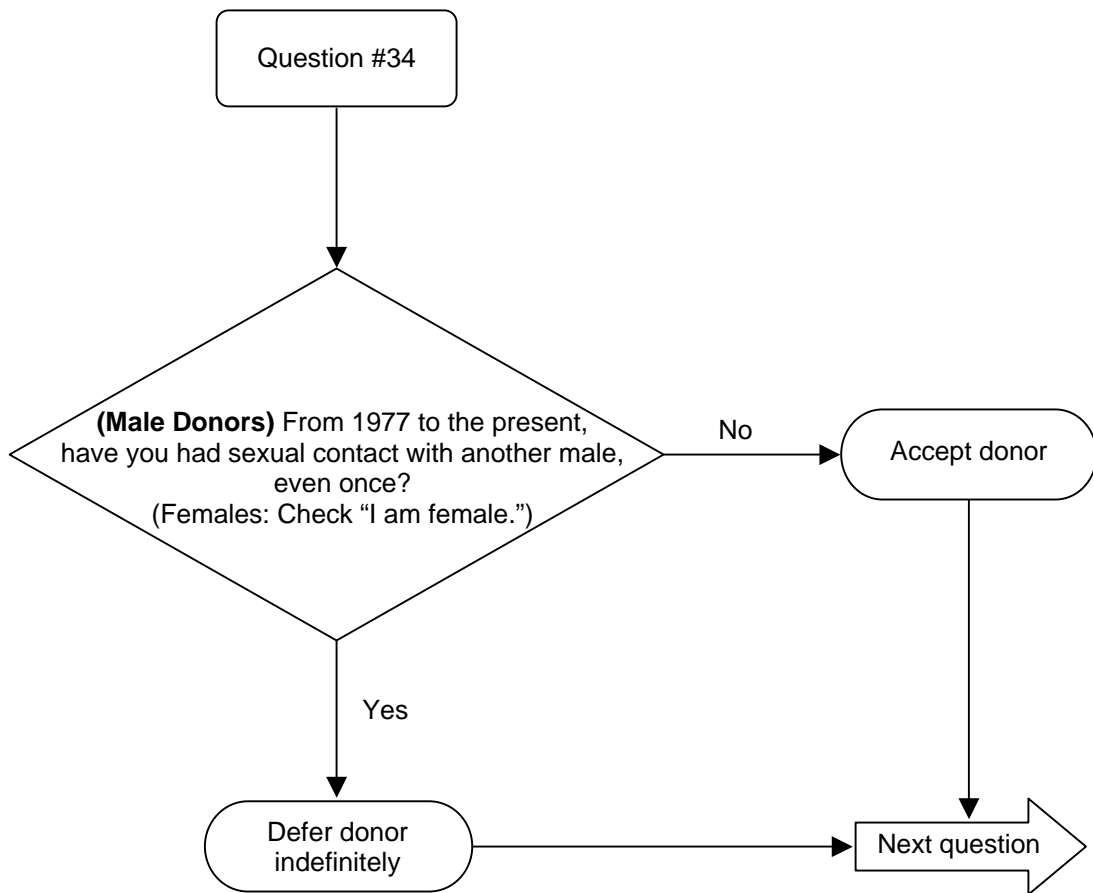 Question #34
(Male Donors) From 1977 to the present,
have you had sexual contact with another male,
even once?
(Females: Check “I am female.”)
No
Accept donor
Yes
Defer donor
indefinitely
Next question